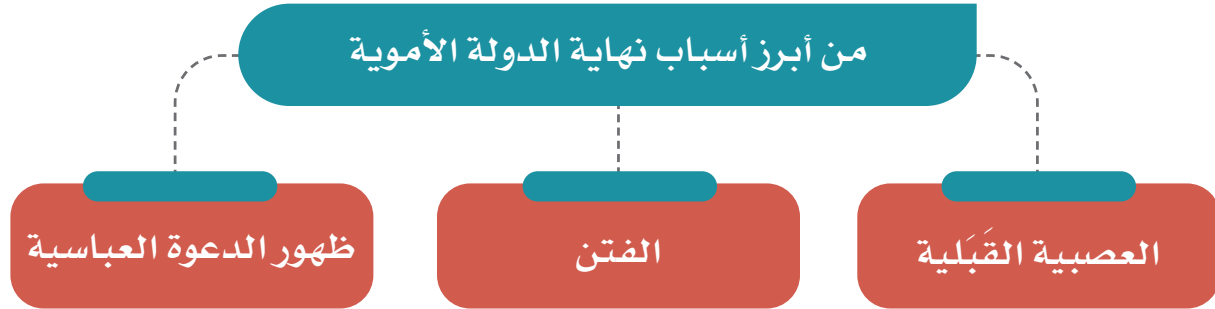 من أبرز أسباب نهاية الدولة الأموية
العصبية القَبَلية
الفتن
ظهور الدعوة العباسية